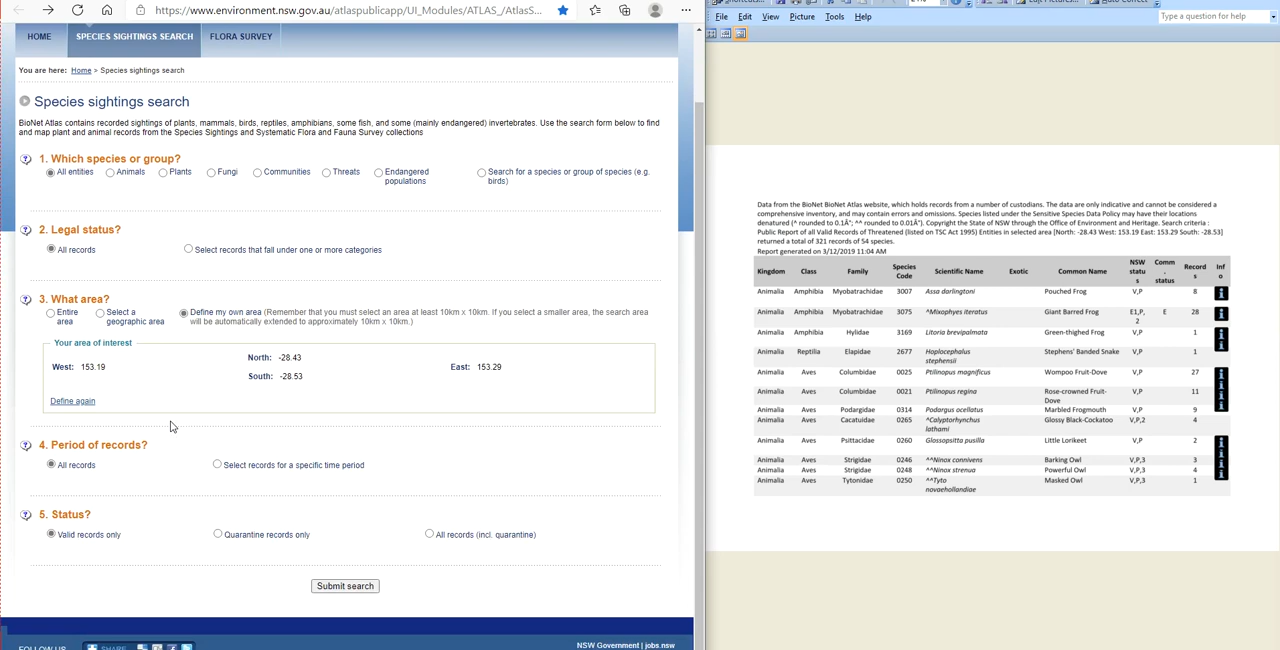 https://www.environment.nsw.gov.au/atlaspublicapp/UI_Modules/ATLAS_/AtlasS...
HOME SPECIES SIGHTINGS SEARCH FLORA SURVEY
You are here: Home > Species sightings search
Species sightings search
BioNet Atlas contains recorded sightings of plants, mammals, birds, reptiles, amphibians, some fish, and some (mainly endangered) invertebrates. Use the search form below to find
and map plant and animal records from the Species Sightings and Systematic Flora and Fauna Survey collections
1. Which species or group?
All entities Animals Plants Fungi Communities Threats Endangered populations Search for a species or group of species (e.g. birds)
2. Legal status?
All records Select records that fall under one or more categories
3. What area?
Entire area Select a geographic area Define my own area (Remember that you must select an area at least 10km x 10km. If you select a smaller area, the search area
will be automatically extended to approximately 10km x 10km.)
Your area of interest
North: -28.43
West: 153.19 East: 153.29
South: -28.53
Define again
4. Period of records?
All records Select records for a specific time period
5. Status?
Valid records only Quarantine records only All records (incl. quarantine)
Submit search
FOLLOW US SHARE
NSW Government | jobs.nsw
File Edit View Picture Tools Help
Type a question for help
Data from the BioNet BioNet Atlas website, which holds records from a number of custodians. The data are only indicative and cannot be considered a
comprehensive inventory, and may contain errors and omissions. Species listed under the Sensitive Species Data Policy may have their locations
denatured (^ rounded to 0.1Â°; ^^ rounded to 0.01Â°). Copyright the State of NSW through the Office of Environment and Heritage. Search criteria :
Public Report of all Valid Records of Threatened (listed on TSC Act 1995) Entities in selected area [North: -28.43 West: 153.19 East: 153.29 South: -28.53]
returned a total of 321 records of 54 species.
Report generated on 3/12/2019 11:04 AM
Kingdom Class Family Species Code Scientific Name Exotic Common Name NSW status Comm. status Records Info
Animalia Amphibia Myobatrachidae 3007 Assa darlingtoni Pouched Frog V,P 8 i
Animalia Amphibia Myobatrachidae 3075 ^Mixophyes iteratus Giant Barred Frog E1,P,2 E 28 i
Animalia Amphibia Hylidae 3169 Litoria brevipalmata Green-thighed Frog V,P 1 i
Animalia Reptilia Elapidae 2677 Hoplocephalus stephensii Stephens' Banded Snake V,P 1 i
Animalia Aves Columbidae 0025 Ptilinopus magnificus Wompoo Fruit-Dove V,P 27 i
Animalia Aves Columbidae 0021 Ptilinopus regina Rose-crowned Fruit-Dove V,P 11 i
Animalia Aves Podargidae 0314 Podargus ocellatus Marbled Frogmouth V,P 9 i
Animalia Aves Cacatuidae 0265 ^Calyptorhynchus lathami Glossy Black-Cockatoo V,P,2 4 i
Animalia Aves Psittacidae 0260 Glossopsitta pusilla Little Lorikeet V,P 2 i
Animalia Aves Strigidae 0246 ^^Ninox connivens Barking Owl V,P,3 3 i
Animalia Aves Strigidae 0248 ^^Ninox strenua Powerful Owl V,P,3 4 i
Animalia Aves Tytonidae 0250 ^^Tyto novaehollandiae Masked Owl V,P,3 1 i